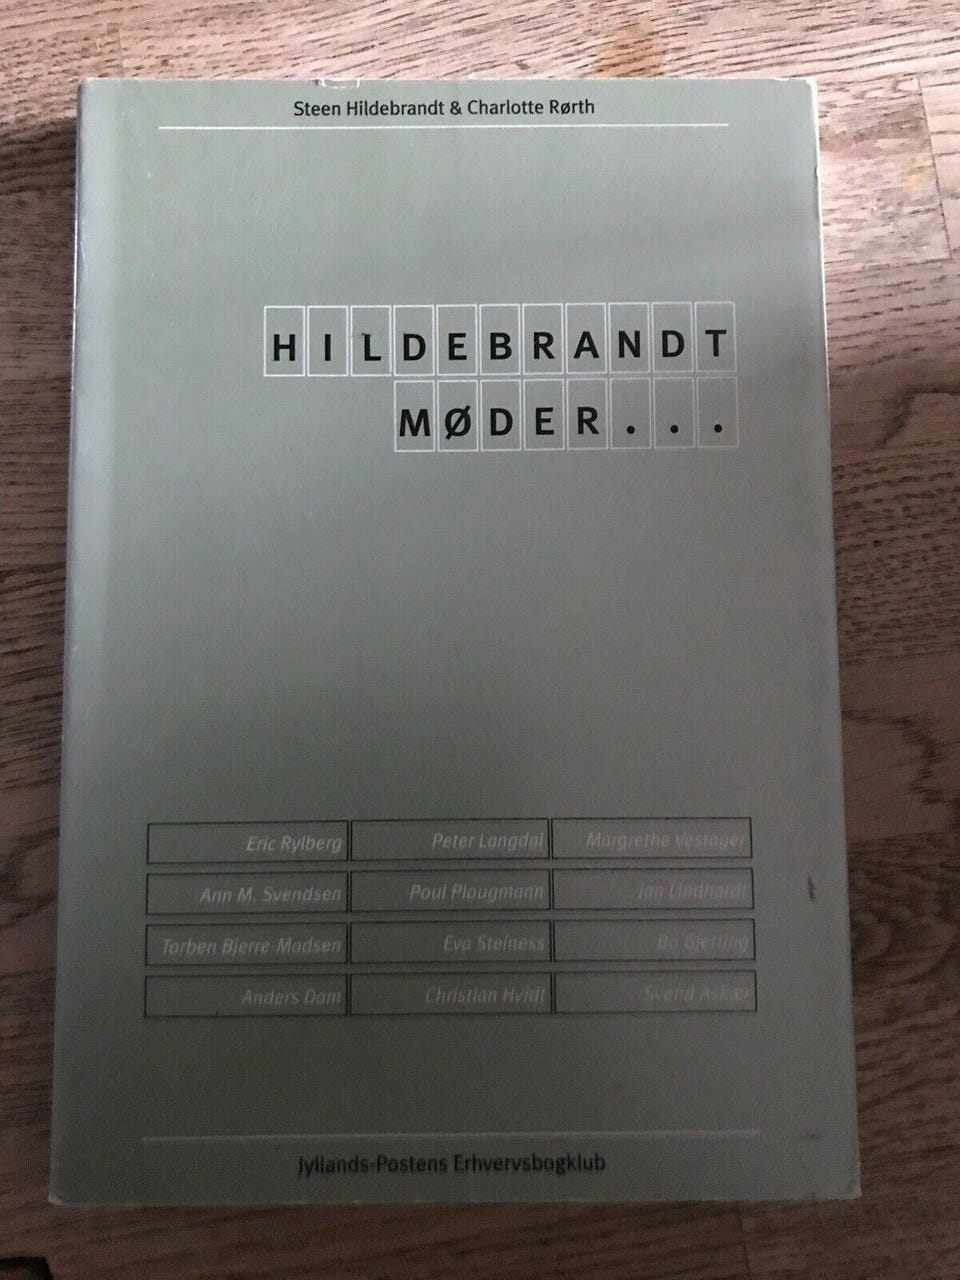 Steen Hildebrandt & Charlotte Rørth
HILDEBRANDT
MØDER...
Eric Rylberg Peter Langdal Margrethe Vestager
Ann M. Svendsen Poul Plougmann Jan Lindhardt
Torben Bjerre-Madsen Eva Steiness Bo Gjetting
Anders Dam Christian Hvidt Svend Askær
Jyllands-Postens Erhvervsbogklub